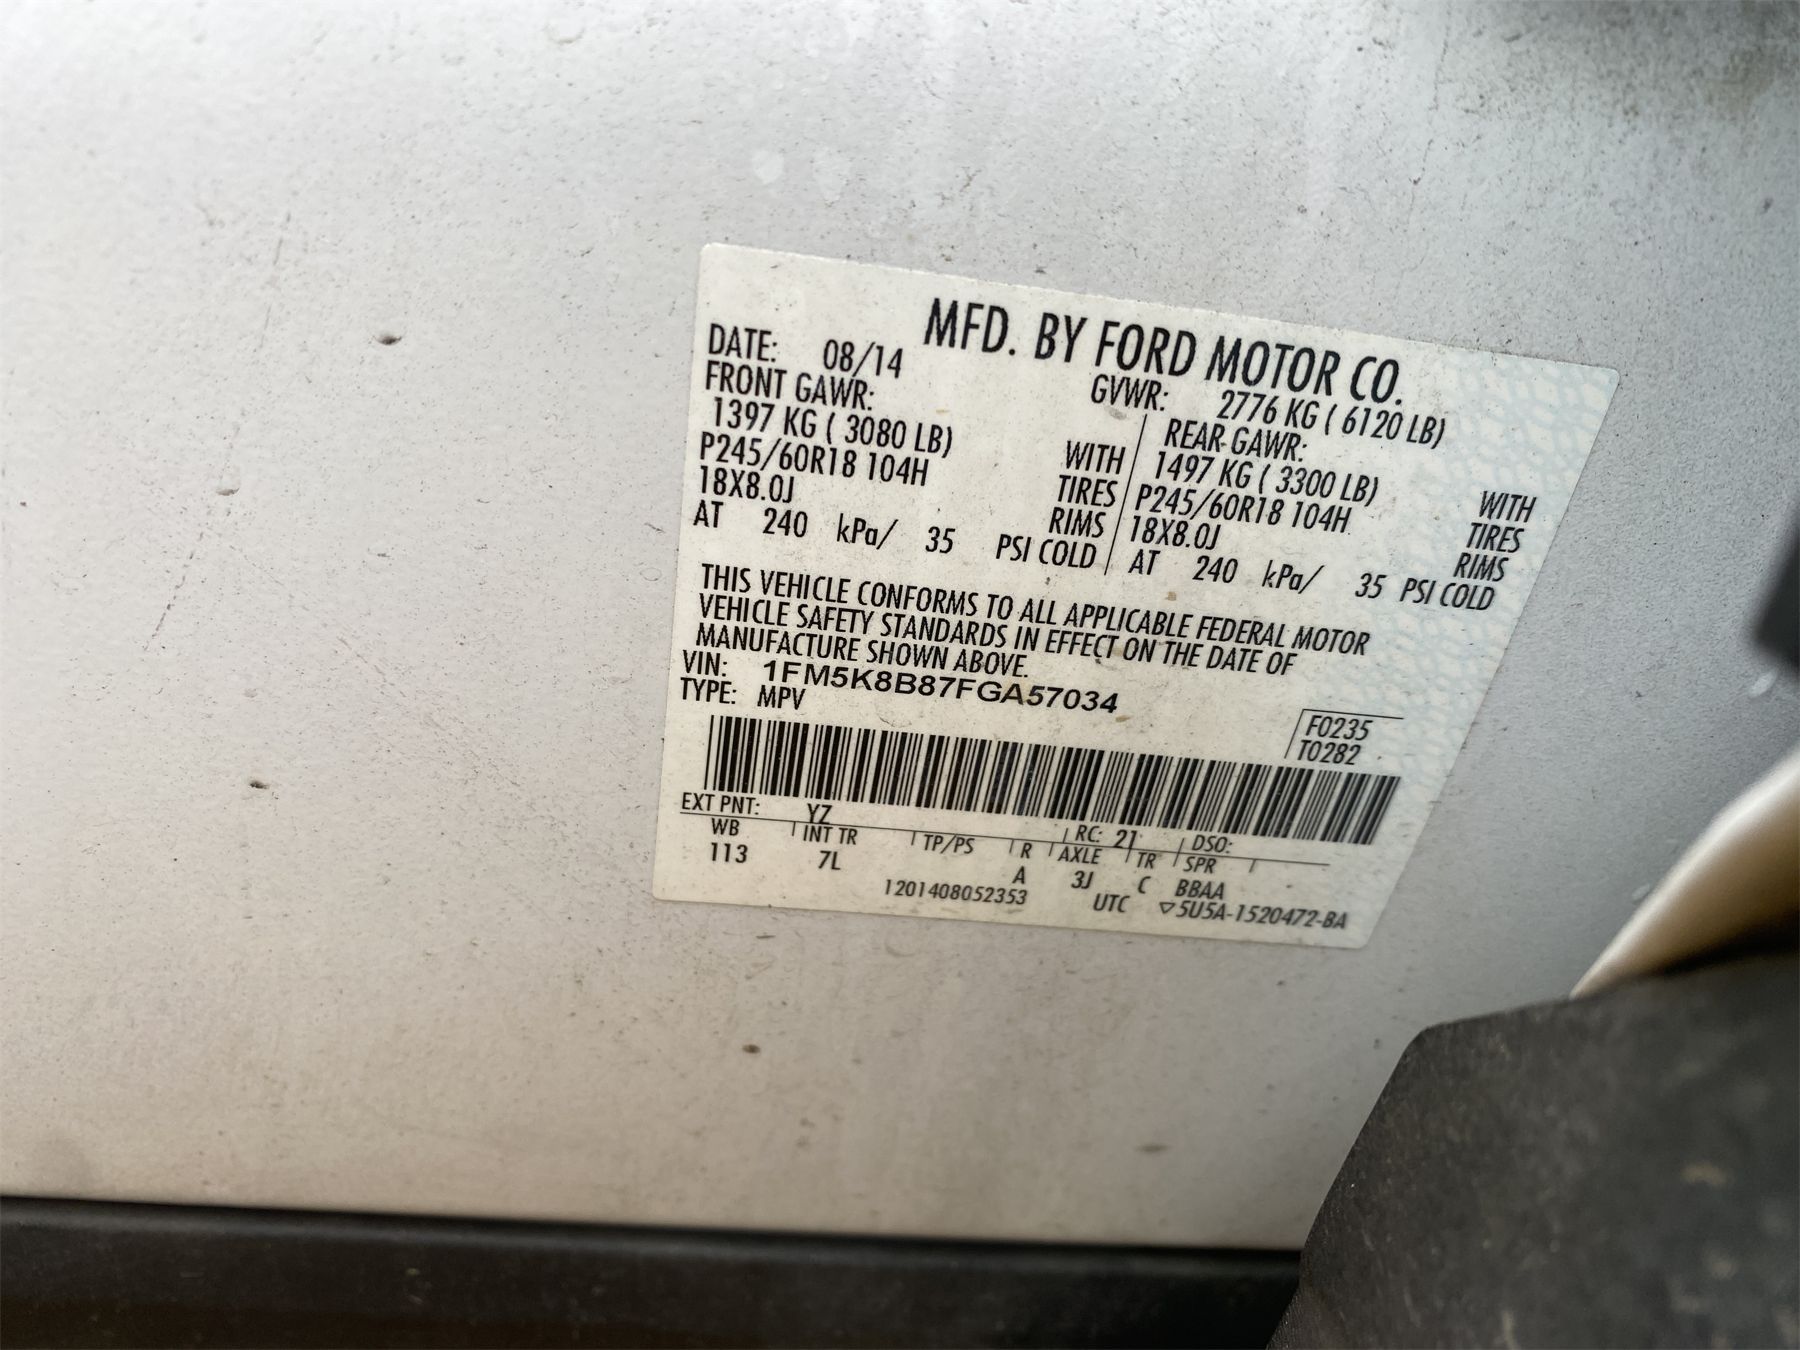 MFD. BY FORD MOTOR CO.
DATE: 08/14 GVWR: 2776 KG ( 6120 LB)
FRONT GAWR: REAR GAWR:
1397 KG ( 3080 LB) WITH 1497 KG ( 3300 LB) WITH
P245/60R18 104H TIRES P245/60R18 104H TIRES
18X8.0J RIMS 18X8.0J RIMS
AT 240 kPa/ 35 PSI COLD AT 240 kPa/ 35 PSI COLD
THIS VEHICLE CONFORMS TO ALL APPLICABLE FEDERAL MOTOR
VEHICLE SAFETY STANDARDS IN EFFECT ON THE DATE OF
MANUFACTURE SHOWN ABOVE.
VIN: 1FM5K8B87FGA57034
TYPE: MPV
F0235
T0282
EXT PNT: YZ RC: 21 DSO:
WB INT TR TP/PS R AXLE TR SPR
113 7L A 3J C BBAA
1201408052353 UTC ▽5U5A-1520472-BA